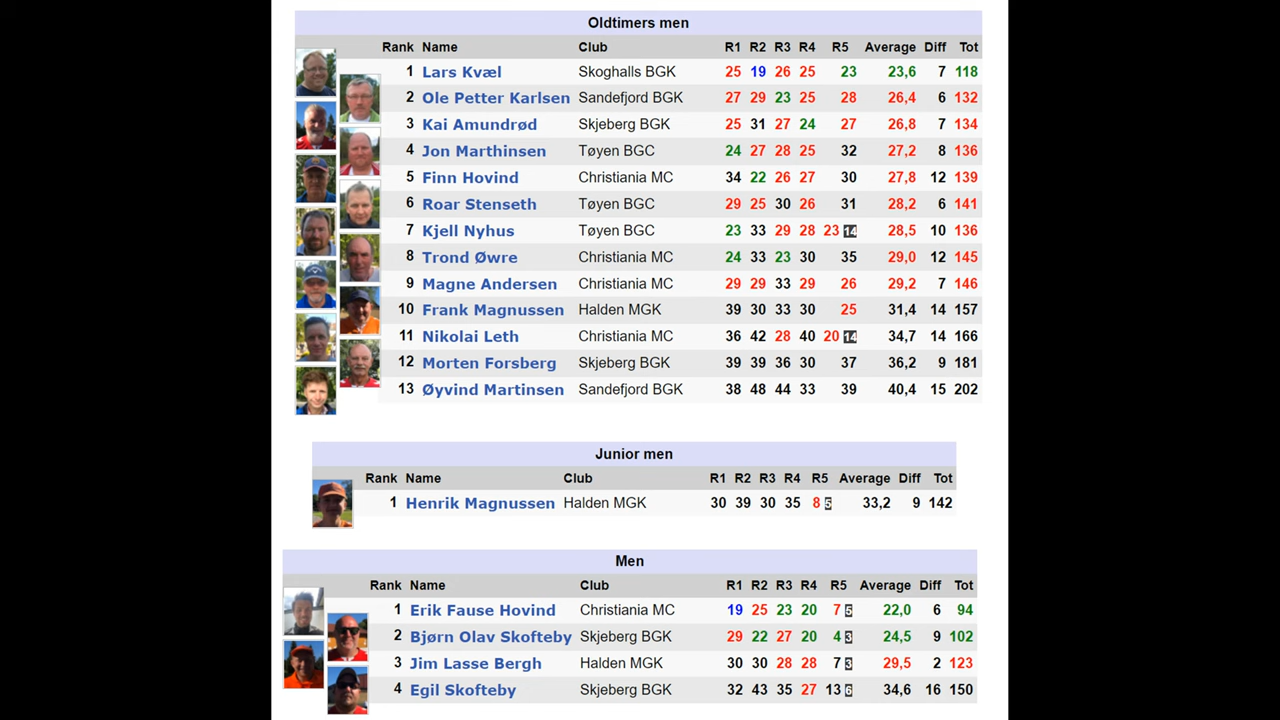 Oldtimers men
Rank Name Club R1 R2 R3 R4 R5 Average Diff Tot
1 Lars Kvæl Skoghalls BGK 25 19 26 25 23 23,6 7 118
2 Ole Petter Karlsen Sandefjord BGK 27 29 23 25 28 26,4 6 132
3 Kai Amundrød Skjeberg BGK 25 31 27 24 27 26,8 7 134
4 Jon Marthinsen Tøyen BGC 24 27 28 25 32 27,2 8 136
5 Finn Hovind Christiania MC 34 22 26 27 30 27,8 12 139
6 Roar Stenseth Tøyen BGC 29 25 30 26 31 28,2 6 141
7 Kjell Nyhus Tøyen BGC 23 33 29 28 23 14 28,5 10 136
8 Trond Øwre Christiania MC 24 33 23 30 35 29,0 12 145
9 Magne Andersen Christiania MC 29 29 33 29 26 29,2 7 146
10 Frank Magnussen Halden MGK 39 30 33 30 25 31,4 14 157
11 Nikolai Leth Christiania MC 36 42 28 40 20 14 34,7 14 166
12 Morten Forsberg Skjeberg BGK 39 39 36 30 37 36,2 9 181
13 Øyvind Martinsen Sandefjord BGK 38 48 44 33 39 40,4 15 202
Junior men
Rank Name Club R1 R2 R3 R4 R5 Average Diff Tot
1 Henrik Magnussen Halden MGK 30 39 30 35 8 5 33,2 9 142
Men
Rank Name Club R1 R2 R3 R4 R5 Average Diff Tot
1 Erik Fause Hovind Christiania MC 19 25 23 20 7 6 22,0 6 94
2 Bjørn Olav Skofteby Skjeberg BGK 29 22 27 20 4 3 24,5 9 102
3 Jim Lasse Bergh Halden MGK 30 30 28 28 7 3 29,5 2 123
4 Egil Skofteby Skjeberg BGK 32 43 35 27 13 6 34,6 16 150